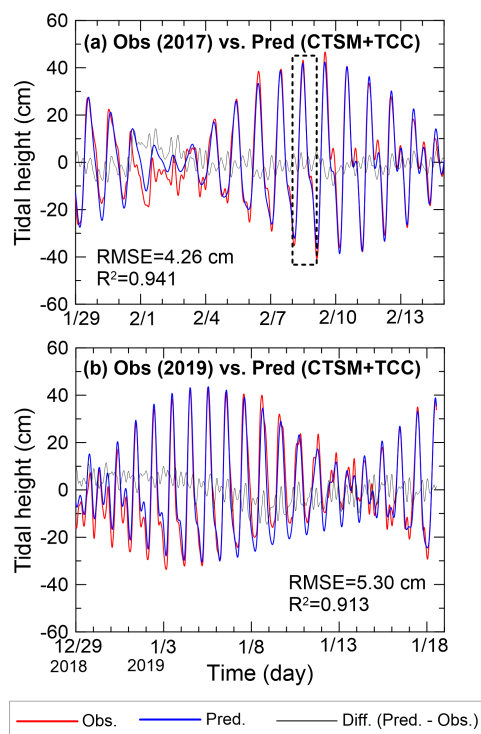 (a) Obs (2017) vs. Pred (CTSM+TCC)
60
40
20
0
-20
-40
-60
Tidal height (cm)
RMSE=4.26 cm
R²=0.941
1/29 2/1 2/4 2/7 2/10 2/13
(b) Obs (2019) vs. Pred (CTSM+TCC)
60
40
20
0
-20
-40
-60
Tidal height (cm)
RMSE=5.30 cm
R²=0.913
12/29 1/3 1/8 1/13 1/18
2018 2019
Time (day)
Obs. Pred. Diff. (Pred. - Obs.)